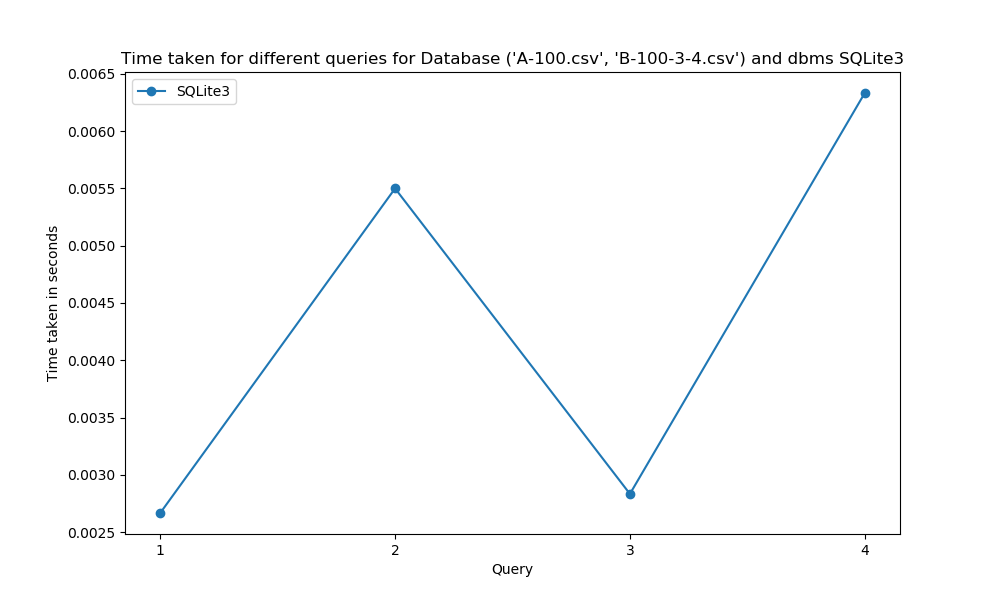 Time taken for different queries for Database ('A-100.csv', 'B-100-3-4.csv') and dbms SQLite3
SQLite3
0.0065
0.0060
0.0055
0.0050
0.0045
0.0040
0.0035
0.0030
0.0025
Time taken in seconds
1 2 3 4
Query